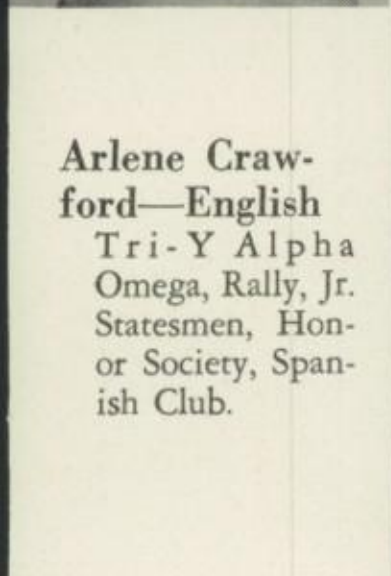 Arlene Craw-
ford—English
Tri-Y Alpha
Omega, Rally, Jr.
Statesmen, Hon-
or Society, Span-
ish Club.